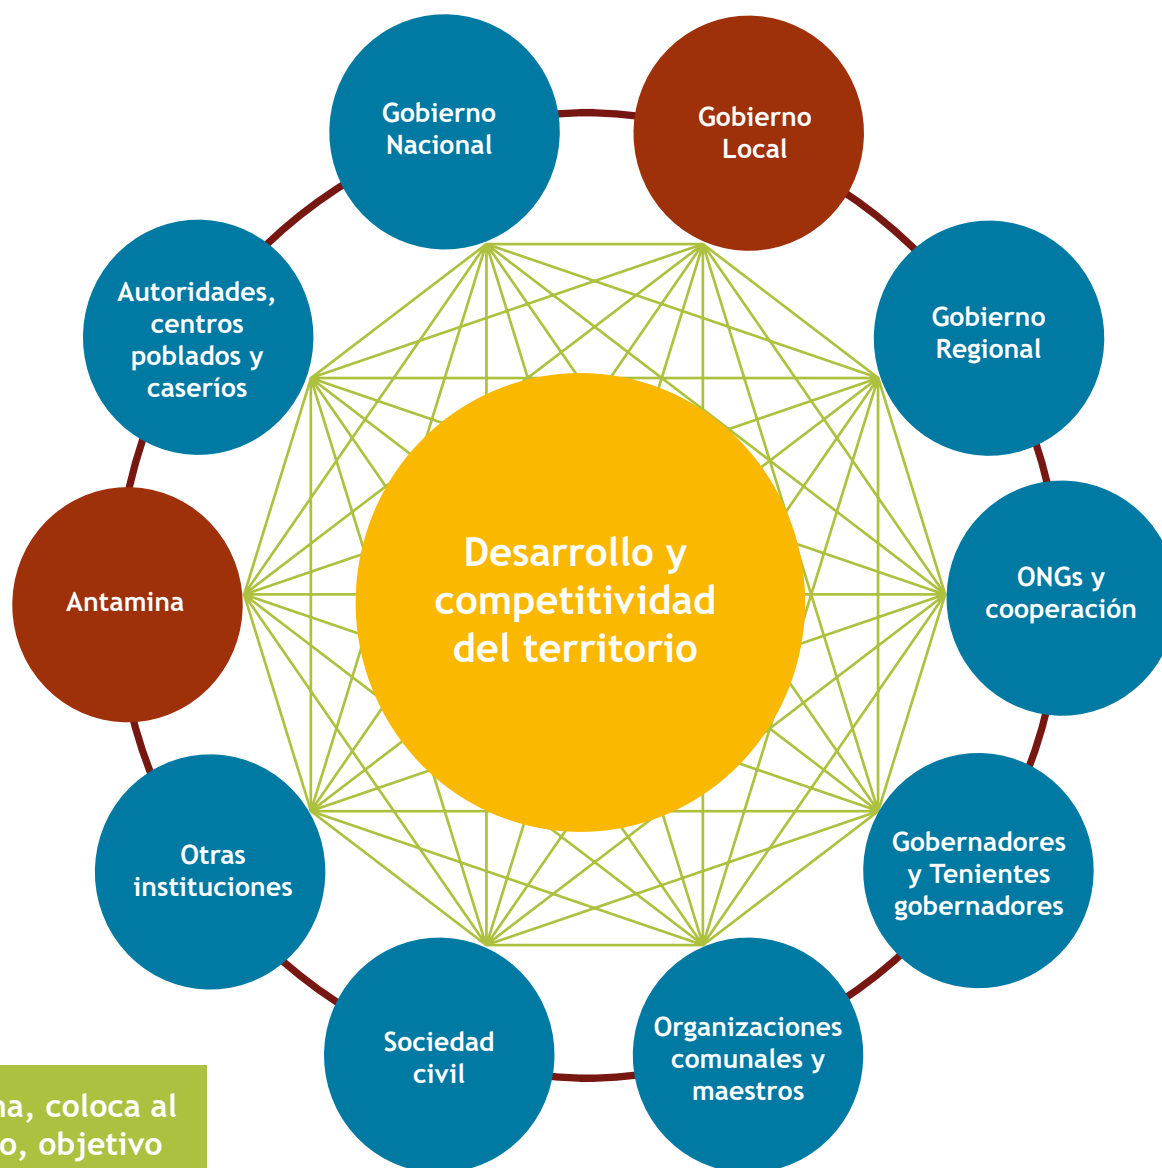 Gobierno
Nacional
Gobierno
Local
Autoridades,
centros
poblados y
caseríos
Gobierno
Regional
Desarrollo y
competitividad
del territorio
Antamina
ONGs y
cooperación
Otras
instituciones
Gobernadores
y Tenientes
gobernadores
Sociedad
civil
Organizaciones
comunales y
maestros
, coloca al
, objetivo